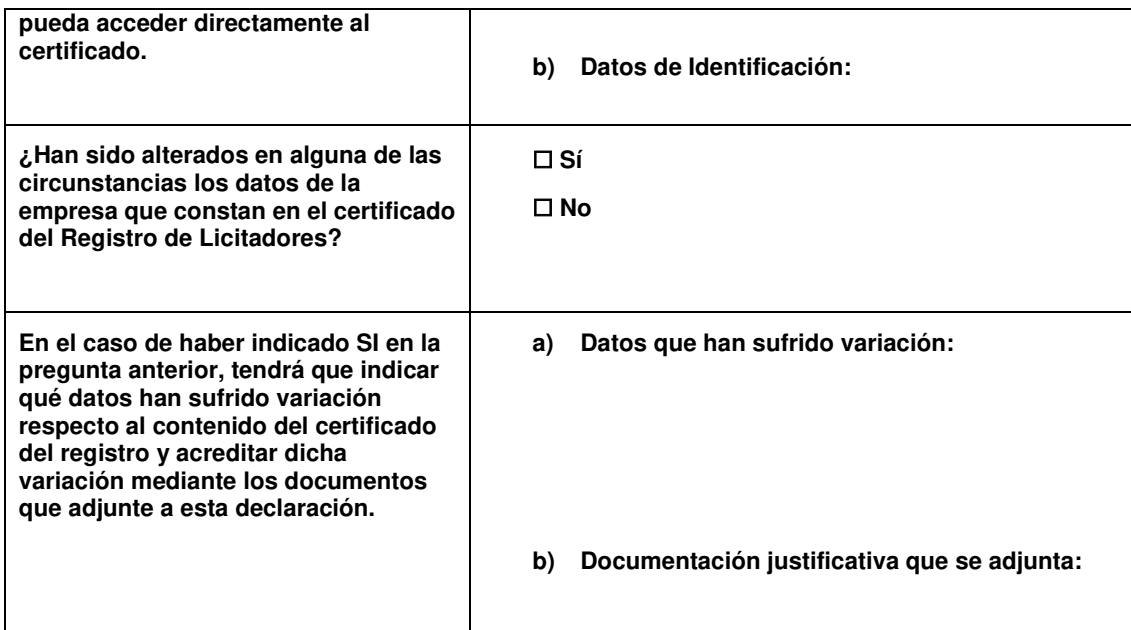 pueda acceder directamente al
certificado.
b) Datos de Identificación:
¿Han sido alterados en alguna de las
circunstancias los datos de la
empresa que constan en el certificado
del Registro de Licitadores?
☐ Sí
☐ No
En el caso de haber indicado SI en la
pregunta anterior, tendrá que indicar
qué datos han sufrido variación
respecto al contenido del certificado
del registro y acreditar dicha
variación mediante los documentos
que adjunte a esta declaración.
a) Datos que han sufrido variación:
b) Documentación justificativa que se adjunta: